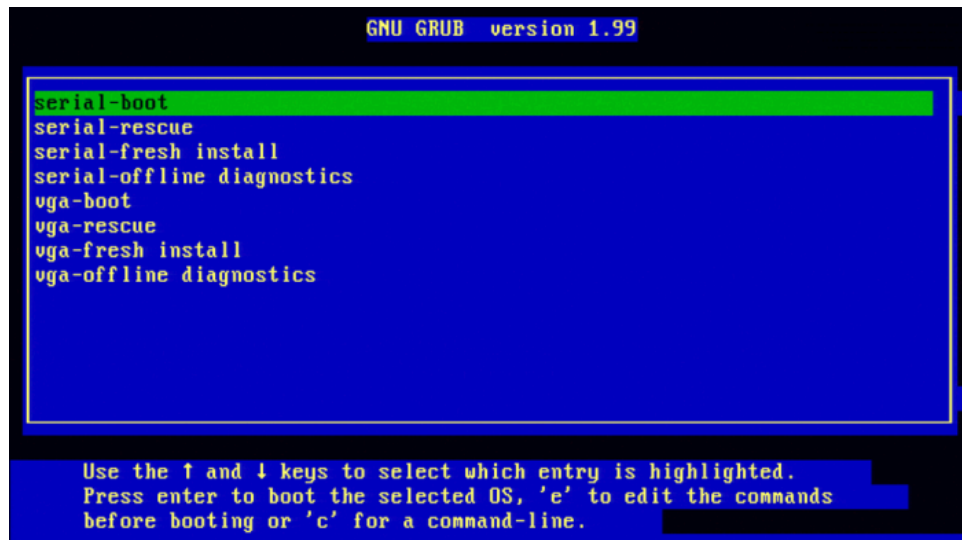 GNU GRUB version 1.99
serial-boot
serial-rescue
serial-fresh install
serial-offline diagnostics
vga-boot
vga-rescue
vga-fresh install
vga-offline diagnostics
Use the ↑ and ↓ keys to select which entry is highlighted.
Press enter to boot the selected OS, 'e' to edit the commands
before booting or 'c' for a command-line.